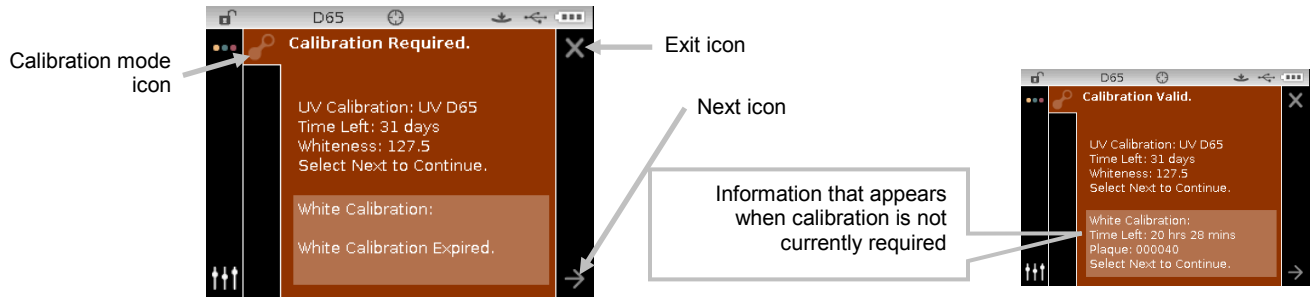 D65
Calibration Required.
UV Calibration: UV D65
Time Left: 31 days
Whiteness: 127.5
Select Next to Continue.
White Calibration:
White Calibration Expired.
Calibration mode
icon
Exit icon
Next icon
Information that appears
when calibration is not
currently required
D65
Calibration Valid.
UV Calibration: UV D65
Time Left: 31 days
Whiteness: 127.5
Select Next to Continue.
White Calibration:
Time Left: 20 hrs 28 mins
Plaque: 000040
Select Next to Continue.